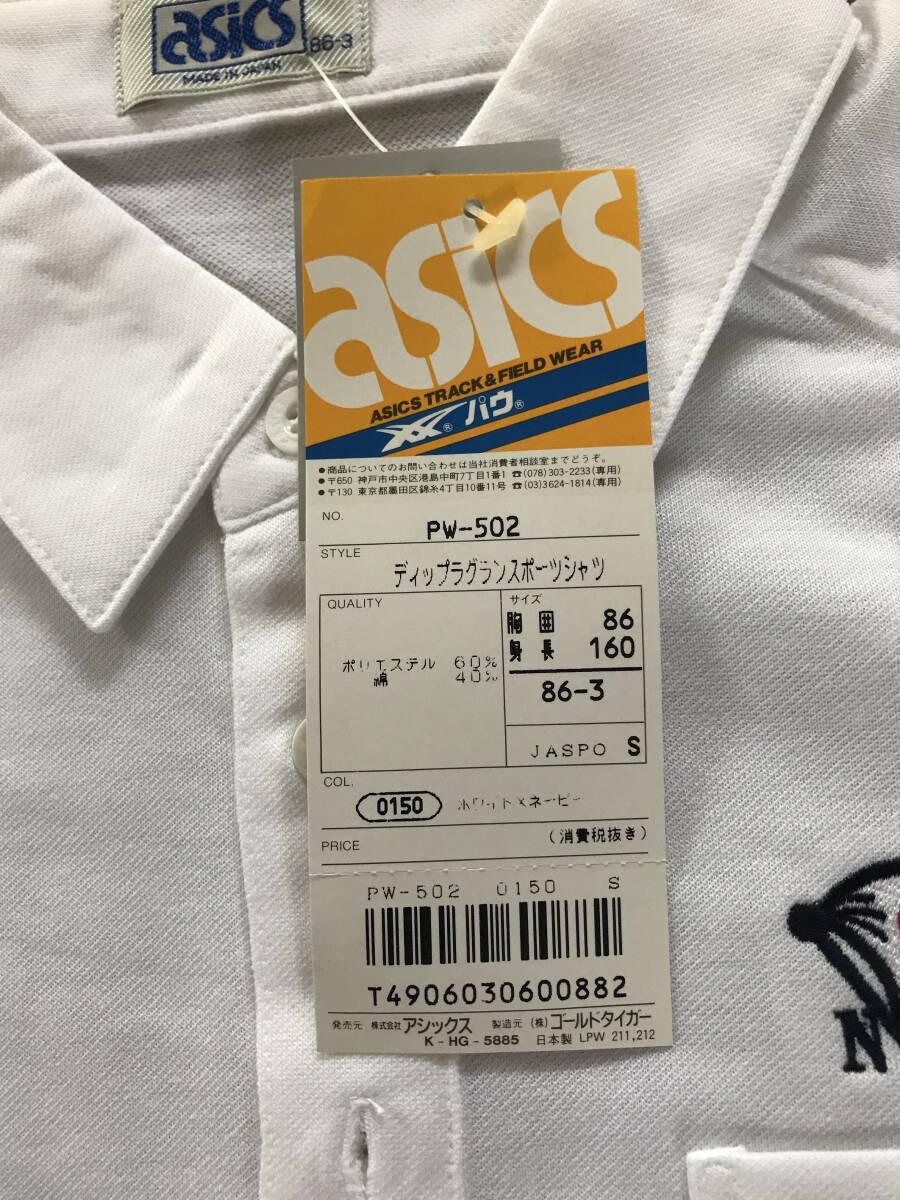 asics
86-3
MADE IN JAPAN
asics
ASICS TRACK & FIELD WEAR
® パウ®
●商品についてのお問い合わせは当社消費者相談室までどうぞ。
●〒650 神戸市中央区港島中町7丁目1番1 ☎(078)303-2233(専用)
●〒130 東京都墨田区錦糸4丁目10番11号 ☎(03)3624-1814(専用)
NO.
PW-502
STYLE
ディップラグランスポーツシャツ
QUALITY
ポリエステル 60%
綿 40%
サイズ
胸囲 86
身長 160
86-3
JASPO S
COL.
0150 ホワイト×ネービー
PRICE
(消費税抜き)
PW-502 0150 S
T4906030600882
発売元 株式会社アシックス 製造元 (株)ゴールドタイガー
K-HG-5885 日本製 LPW 211,212
N